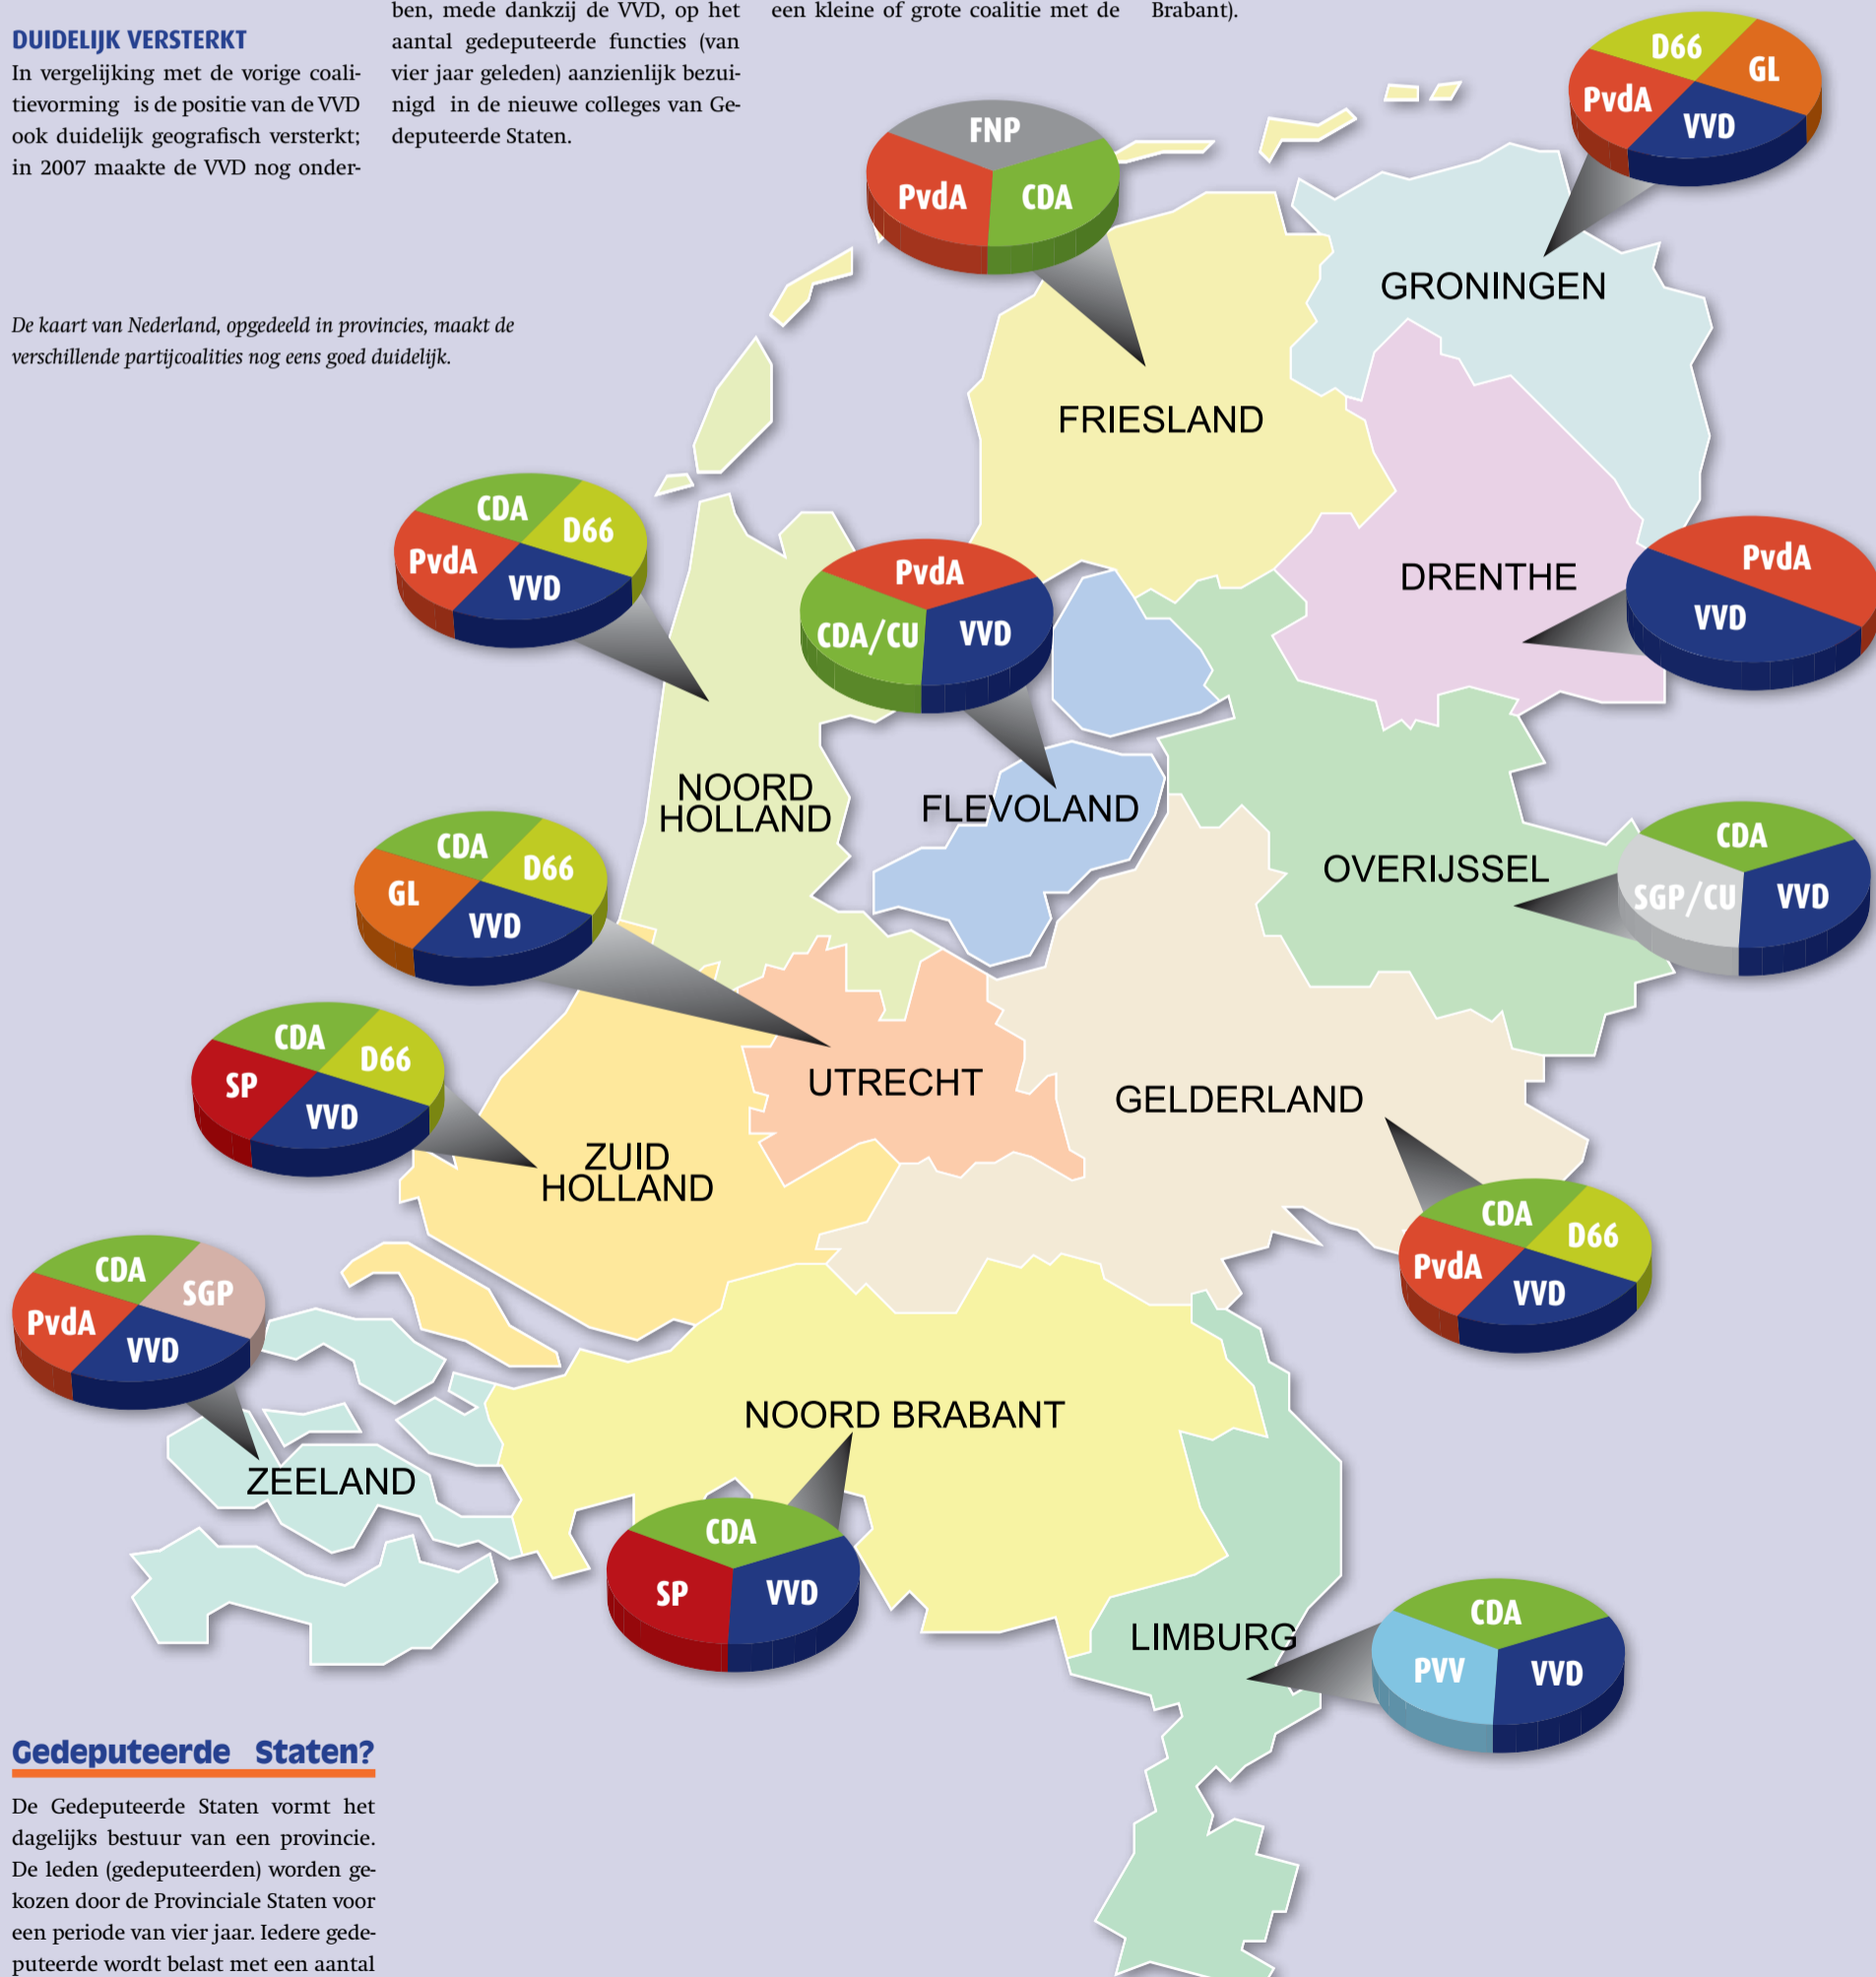 DUIDELIJK VERSTERKT
In vergelijking met de vorige coali-
tievorming is de positie van de VVD
ook duidelijk geografisch versterkt;
in 2007 maakte de VVD nog onder-
ben, mede dankzij de VVD, op het
aantal gedeputeerde functies (van
vier jaar geleden) aanzienlijk bezui-
nigd in de nieuwe colleges van Ge-
deputeerde Staten.
een kleine of grote coalitie met de
Brabant).
De kaart van Nederland, opgedeeld in provincies, maakt de
verschillende partijcoalities nog eens goed duidelijk.
D66
GL
PvdA
VVD
GRONINGEN
FNP
PvdA
CDA
FRIESLAND
PvdA
VVD
DRENTHE
CDA
D66
PvdA
VVD
NOORD
HOLLAND
PvdA
CDA/CU
VVD
FLEVOLAND
CDA
SGP/CU
VVD
OVERIJSSEL
CDA
D66
GL
VVD
UTRECHT
CDA
D66
SP
VVD
ZUID
HOLLAND
GELDERLAND
CDA
D66
PvdA
VVD
CDA
SGP
PvdA
VVD
ZEELAND
NOORD BRABANT
CDA
SP
VVD
LIMBURG
CDA
PVV
VVD
Gedeputeerde Staten?
De Gedeputeerde Staten vormt het
dagelijks bestuur van een provincie.
De leden (gedeputeerden) worden ge-
kozen door de Provinciale Staten voor
een periode van vier jaar. Iedere gede-
puteerde wordt belast met een aantal